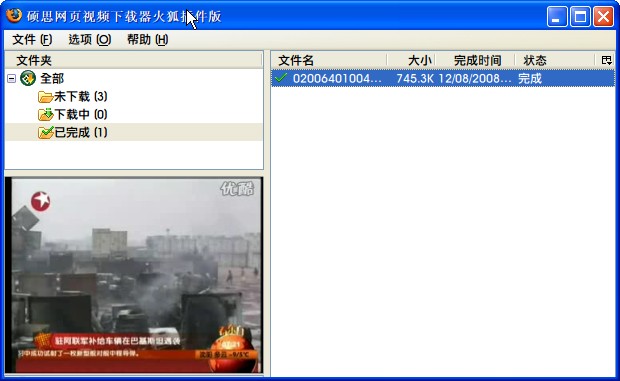 硕思网页视频下载器火狐插件版
文件 (F) 选项 (O) 帮助 (H)
文件夹
全部
未下载 (3)
下载中 (0)
已完成 (1)
文件名 大小 完成时间 状态
02006401004... 745.3K 12/08/2008... 完成
优酷
驻阿联军补给车辆在巴基斯坦遇袭